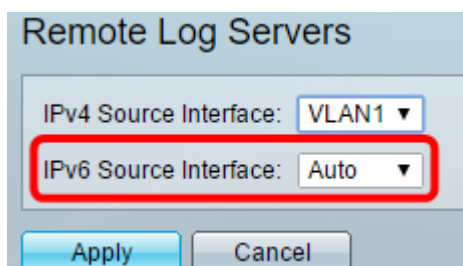 Remote Log Servers
IPv4 Source Interface: VLAN1
IPv6 Source Interface: Auto
Apply Cancel